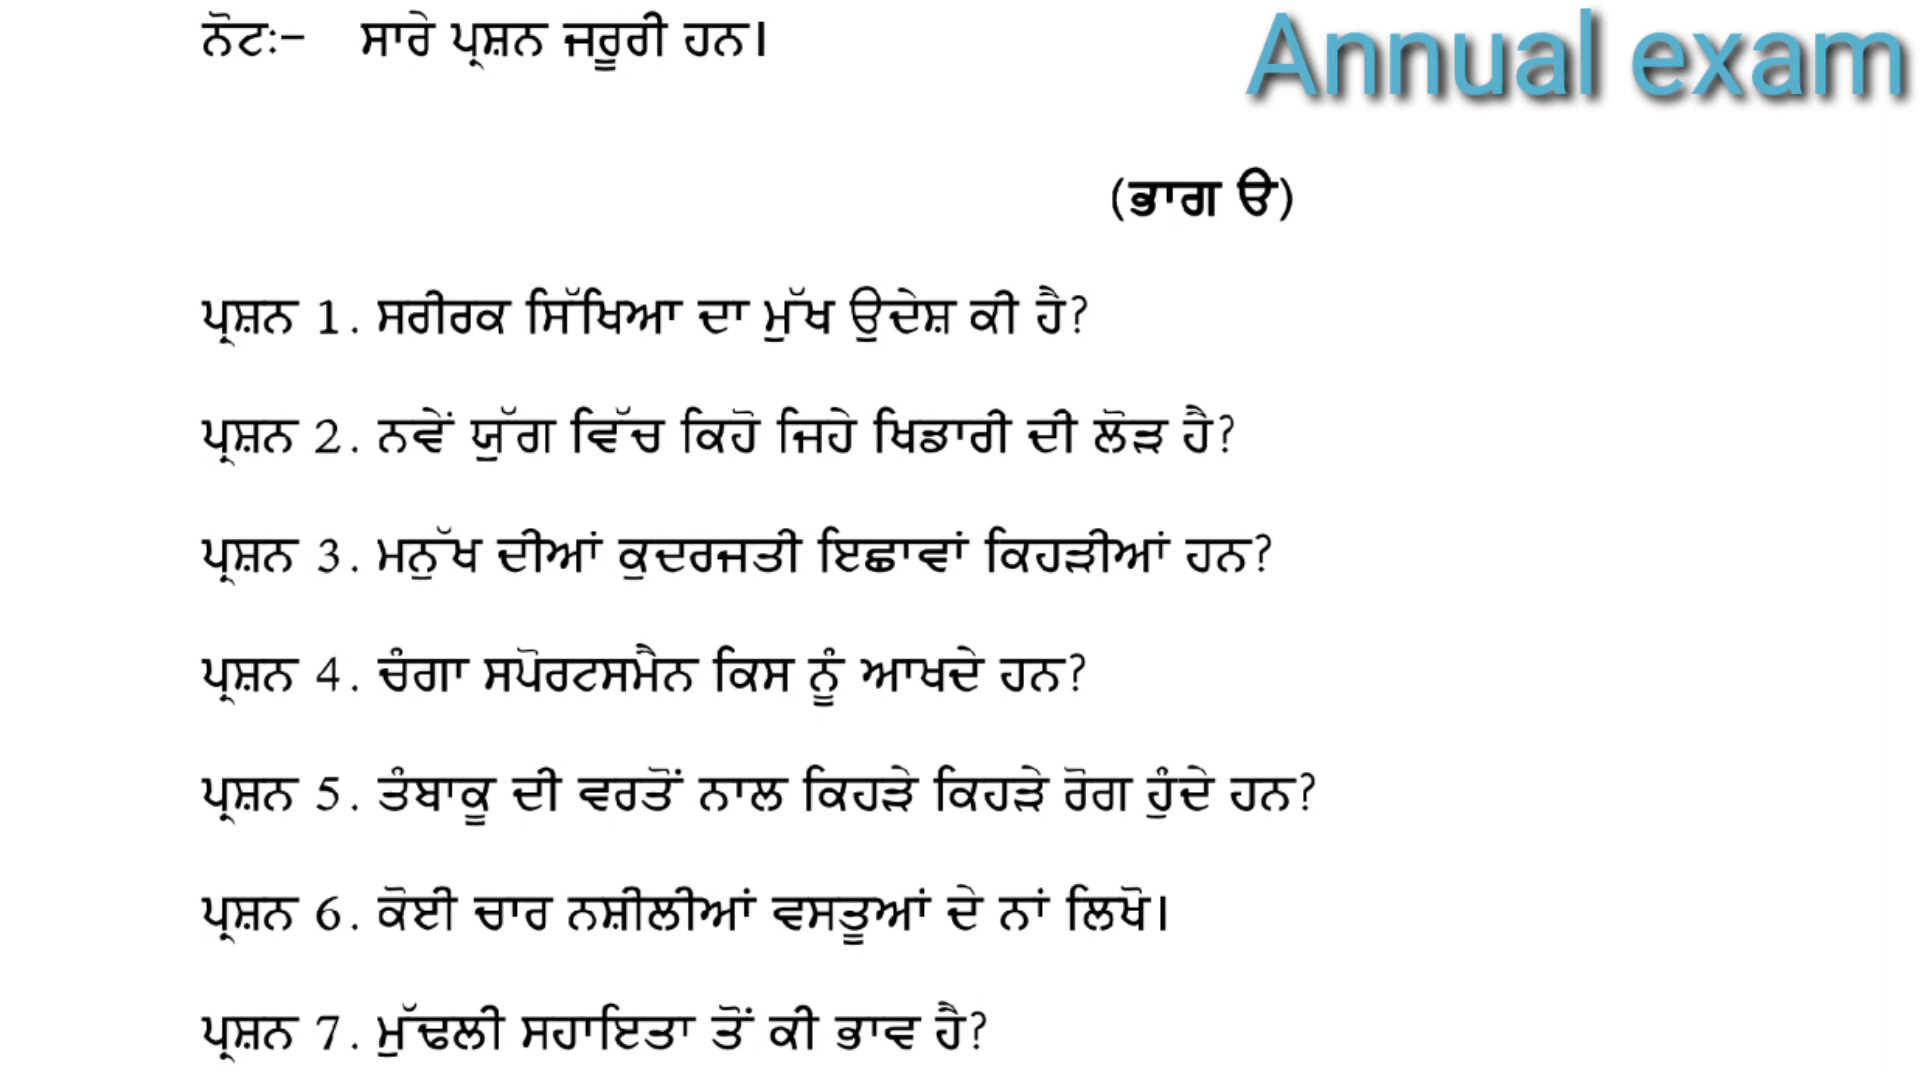 ਨੋਟਃ– ਸਾਰੇ ਪ੍ਰਸ਼ਨ ਜਰੂਰੀ ਹਨ।
Annual exam
(ਭਾਗ ੳ)
ਪ੍ਰਸ਼ਨ 1. ਸਰੀਰਕ ਸਿੱਖਿਆ ਦਾ ਮੁੱਖ ਉਦੇਸ਼ ਕੀ ਹੈ?
ਪ੍ਰਸ਼ਨ 2. ਨਵੇਂ ਯੁੱਗ ਵਿੱਚ ਕਿਹੋ ਜਿਹੇ ਖਿਡਾਰੀ ਦੀ ਲੋੜ ਹੈ?
ਪ੍ਰਸ਼ਨ 3. ਮਨੁੱਖ ਦੀਆਂ ਕੁਦਰਜਤੀ ਇਛਾਵਾਂ ਕਿਹੜੀਆਂ ਹਨ?
ਪ੍ਰਸ਼ਨ 4. ਚੰਗਾ ਸਪੋਰਟਸਮੈਨ ਕਿਸ ਨੂੰ ਆਖਦੇ ਹਨ?
ਪ੍ਰਸ਼ਨ 5. ਤੰਬਾਕੂ ਦੀ ਵਰਤੋਂ ਨਾਲ ਕਿਹੜੇ ਕਿਹੜੇ ਰੋਗ ਹੁੰਦੇ ਹਨ?
ਪ੍ਰਸ਼ਨ 6. ਕੋਈ ਚਾਰ ਨਸ਼ੀਲੀਆਂ ਵਸਤੂਆਂ ਦੇ ਨਾਂ ਲਿਖੋ।
ਪ੍ਰਸ਼ਨ 7. ਮੁੱਢਲੀ ਸਹਾਇਤਾ ਤੋਂ ਕੀ ਭਾਵ ਹੈ?